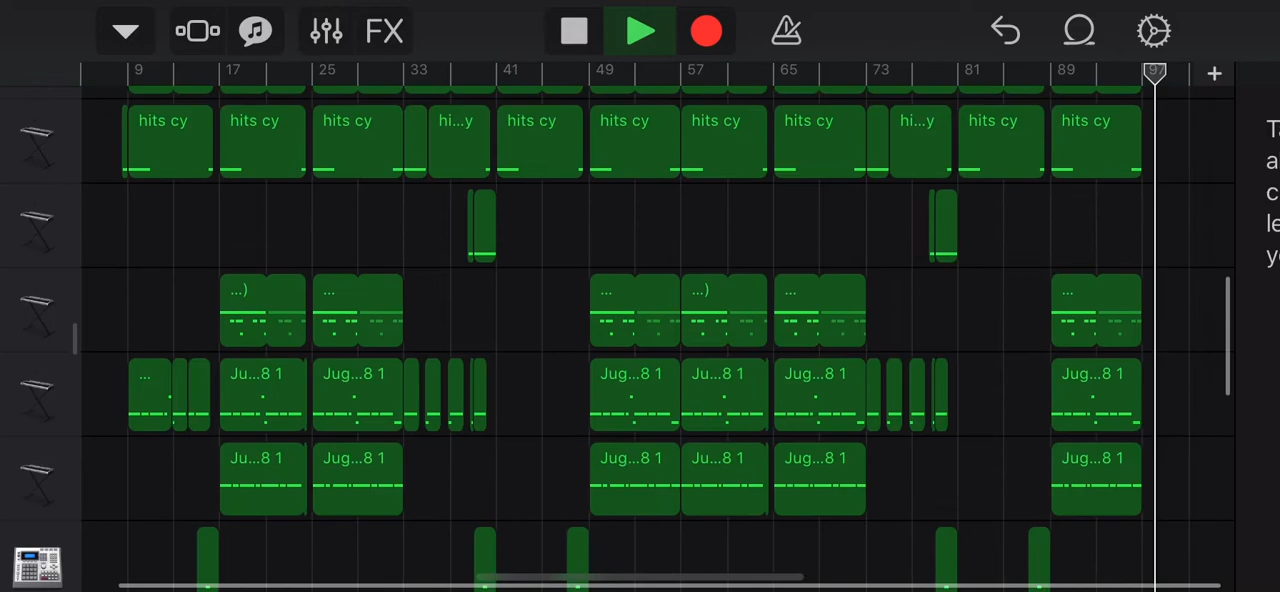 FX
9 17 25 33 41 49 57 65 73 81 89 97
hits cy hits cy hits cy hi...y hits cy hits cy hits cy hits cy hi...y hits cy hits cy
...) ... ... ...) ... ...
... Ju...8 1 Jug...8 1 Jug...8 1 Ju...8 1 Jug...8 1 Jug...8 1
Ju...8 1 Jug...8 1 Jug...8 1 Ju...8 1 Jug...8 1 Jug...8 1